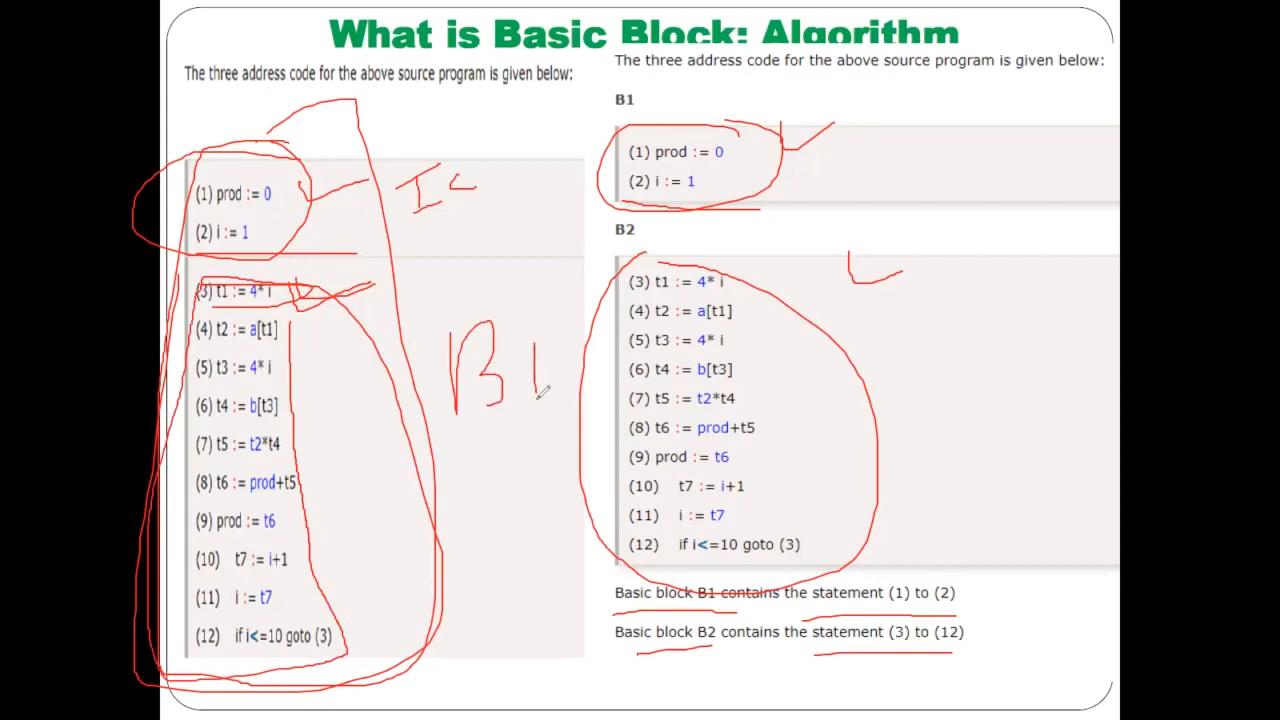 What is Basic Block: Algorithm
The three address code for the above source program is given below:
(1) prod := 0
(2) i := 1
(3) t1 := 4* i
(4) t2 := a[t1]
(5) t3 := 4* i
(6) t4 := b[t3]
(7) t5 := t2*t4
(8) t6 := prod+t5
(9) prod := t6
(10) t7 := i+1
(11) i := t7
(12) if i<=10 goto (3)
IC
B1
The three address code for the above source program is given below:
B1
(1) prod := 0
(2) i := 1
B2
(3) t1 := 4* i
(4) t2 := a[t1]
(5) t3 := 4* i
(6) t4 := b[t3]
(7) t5 := t2*t4
(8) t6 := prod+t5
(9) prod := t6
(10) t7 := i+1
(11) i := t7
(12) if i<=10 goto (3)
Basic block B1 contains the statement (1) to (2)
Basic block B2 contains the statement (3) to (12)